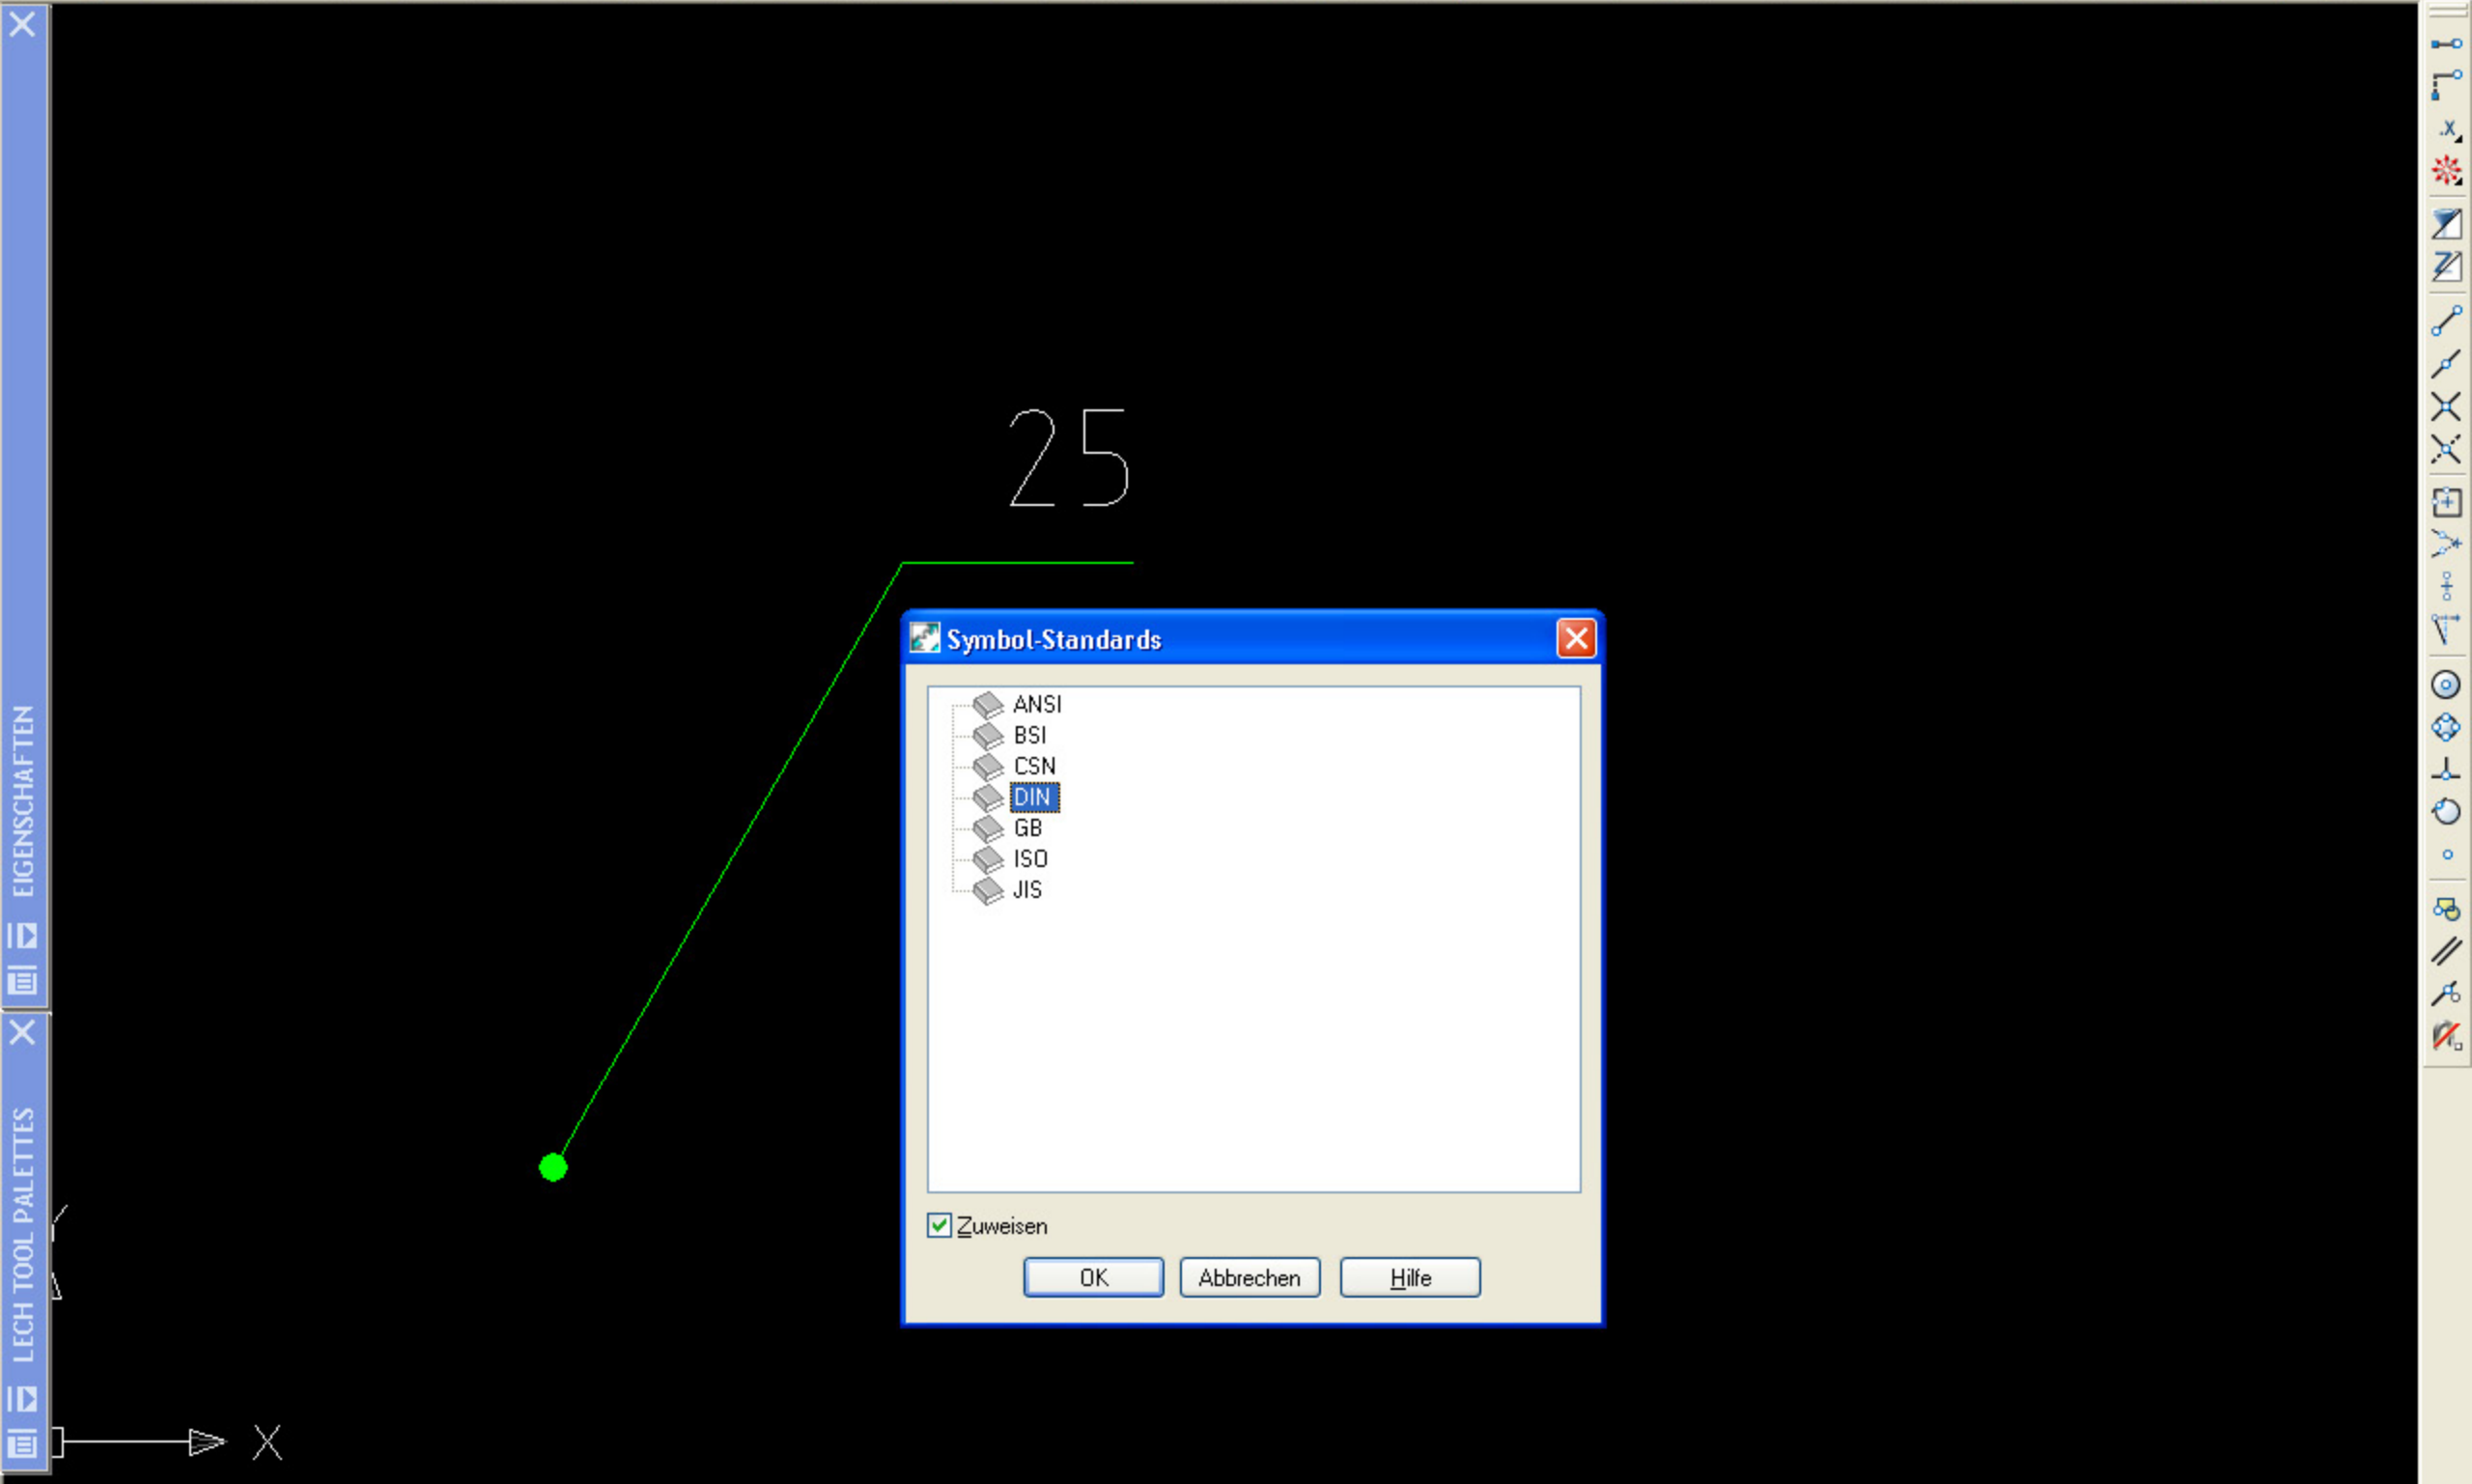 EIGENSCHAFTEN
LECH TOOL PALETTES
25
Symbol-Standards
ANSI
BSI
CSN
DIN
GB
ISO
JIS
Zuweisen
OK Abbrechen Hilfe
X
.X